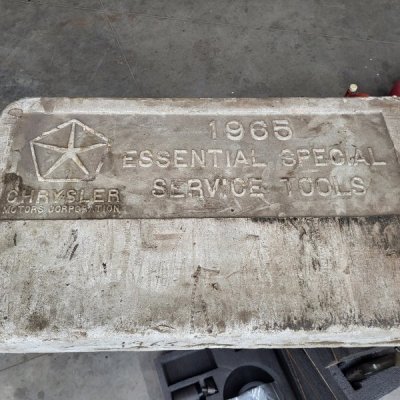 1965
ESSENTIAL SPECIAL
SERVICE TOOLS
CHRYSLER
MOTORS CORPORATION